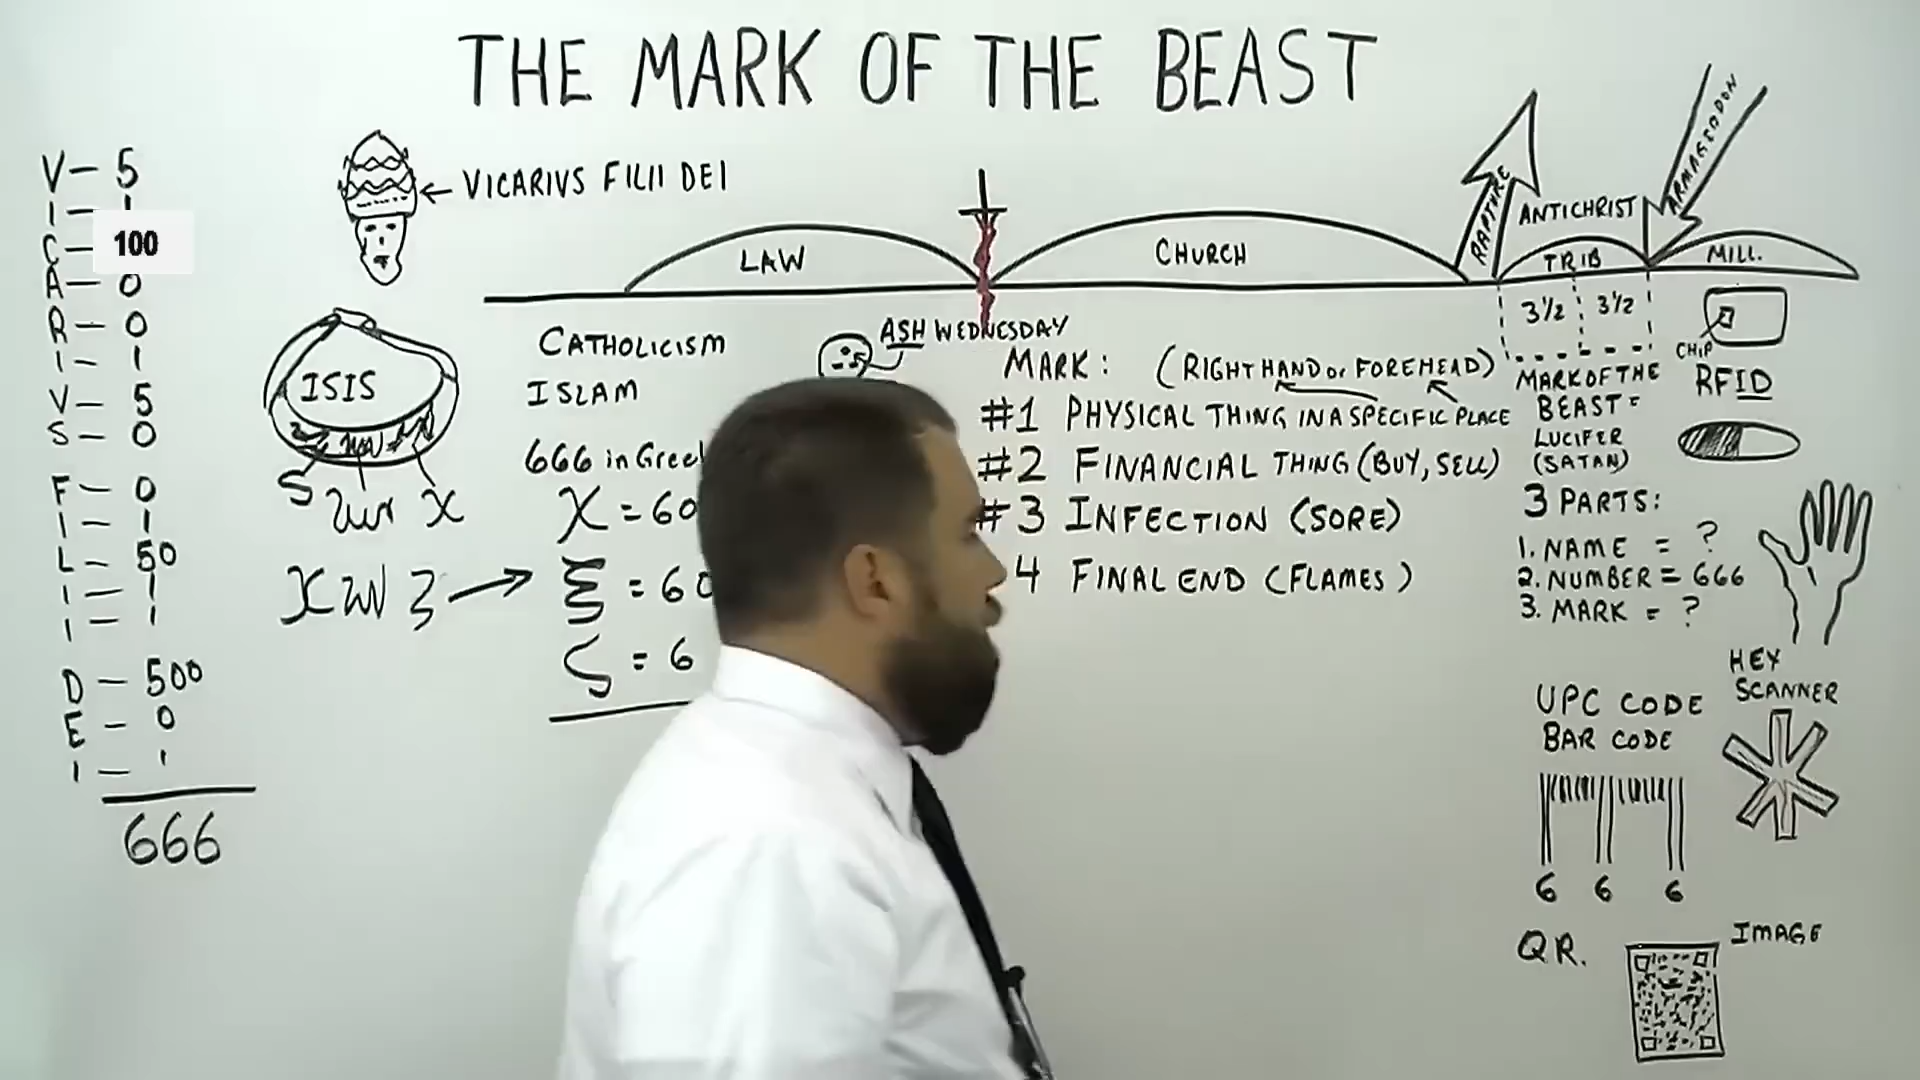 THE MARK OF THE BEAST
V - 5
I - 1
C - 100
A - 0
R - 0
I - 1
V - 5
S - 0
F - 0
I - 1
L - 50
I - 1
I - 1
D - 500
E - 0
I - 1
666
← VICARIVS FILII DEI
ISIS
LAW
CHURCH
RAPTURE
ANTICHRIST
TRIB
ARMAGEDDON
MILL.
3½ 3½
CATHOLICISM
ISLAM
ASH WEDNESDAY
666 in
Χ = 60
ξ = 60
ς = 6
MARK: (RIGHT HAND or FOREHEAD)
#1 PHYSICAL THING IN A SPECIFIC PLACE
#2 FINANCIAL THING (BUY, SELL)
#3 INFECTION (SORE)
4 FINAL END (FLAMES)
MARK OF THE
BEAST =
LUCIFER
(SATAN)
3 PARTS:
1. NAME = ?
2. NUMBER = 666
3. MARK = ?
CHIP
RFID
HEX
SCANNER
UPC CODE
BAR CODE
6 6 6
QR.
IMAGE